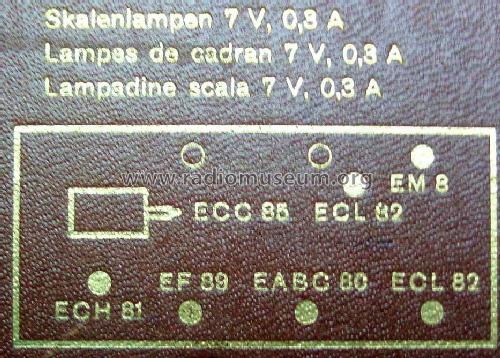 Skalenlampen 7 V, 0,3 A
Lampes de cadran 7 V, 0,3 A
Lampadine scala 7 V, 0,3 A
www.radiomuseum.org
EM 8
ECC 85 ECL 82
EF 89 EABC 80 ECL 82
ECH 81